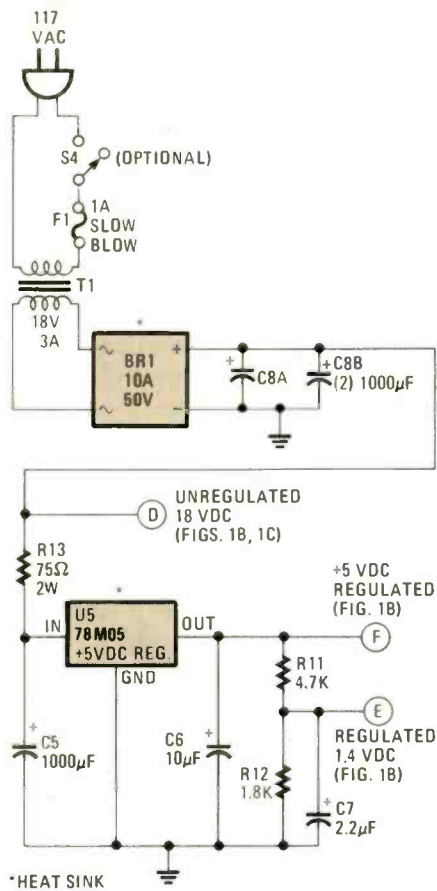 117
VAC
S4
(OPTIONAL)
F1
1A
SLOW
BLOW
T1
18V
3A
*
~
~
+
−
BR1
10A
50V
+
C8A
+
C8B
(2) 1000µF
D
UNREGULATED
18 VDC
(FIGS. 1B, 1C)
R13
75Ω
2W
*
IN
U5
78M05
+5VDC REG.
OUT
GND
+5 VDC
REGULATED
(FIG. 1B)
F
R11
4.7K
E
REGULATED
1.4 VDC
(FIG. 1B)
+
C5
1000µF
+
C6
10µF
R12
1.8K
+
C7
2.2µF
*HEAT SINK